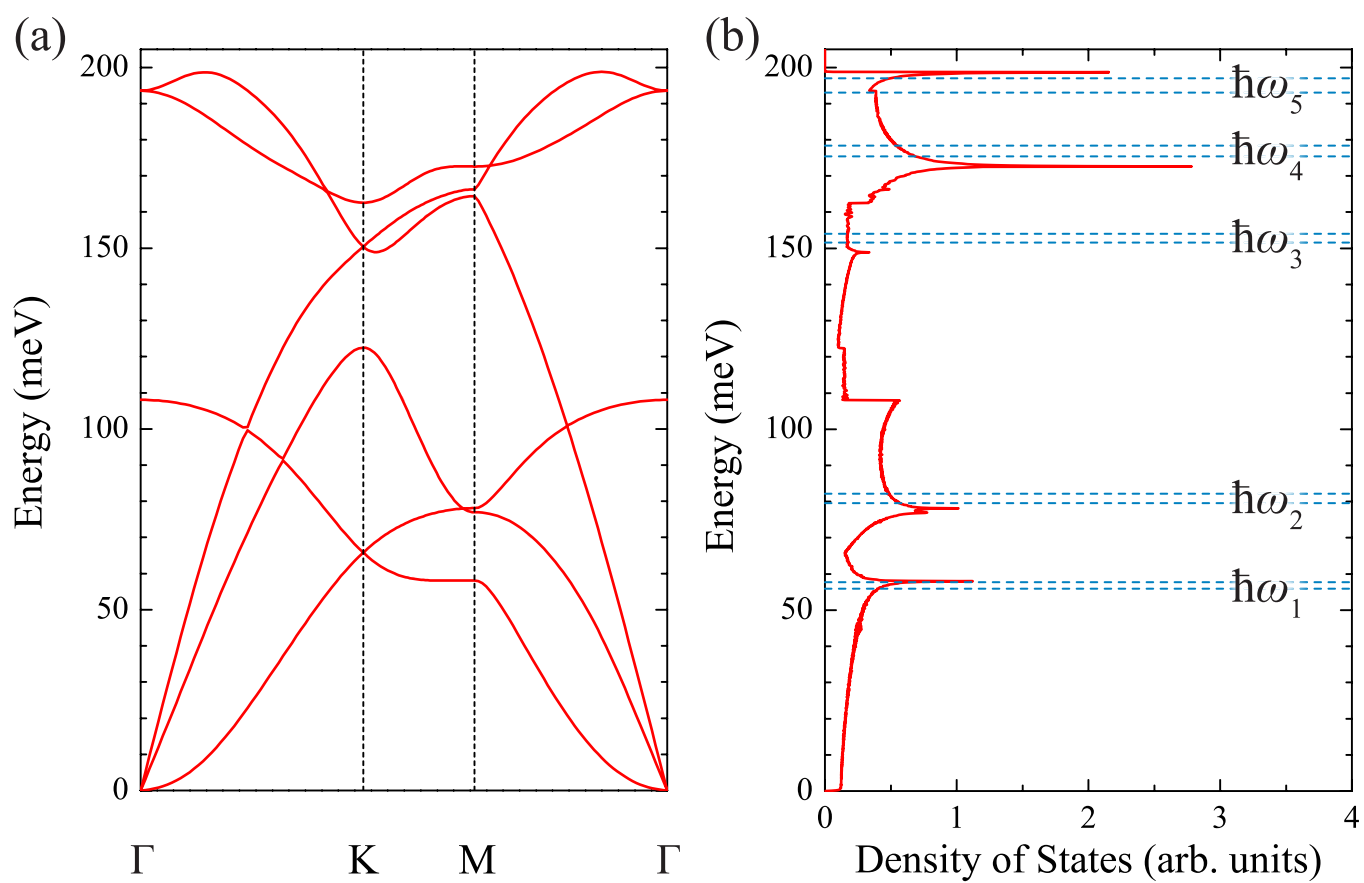 (a)
200
150
100
50
0
Energy (meV)
Γ
K
M
Γ
(b)
200
150
100
50
0
Energy (meV)
ħω₅
ħω₄
ħω₃
ħω₂
ħω₁
0
1
2
3
4
Density of States (arb. units)